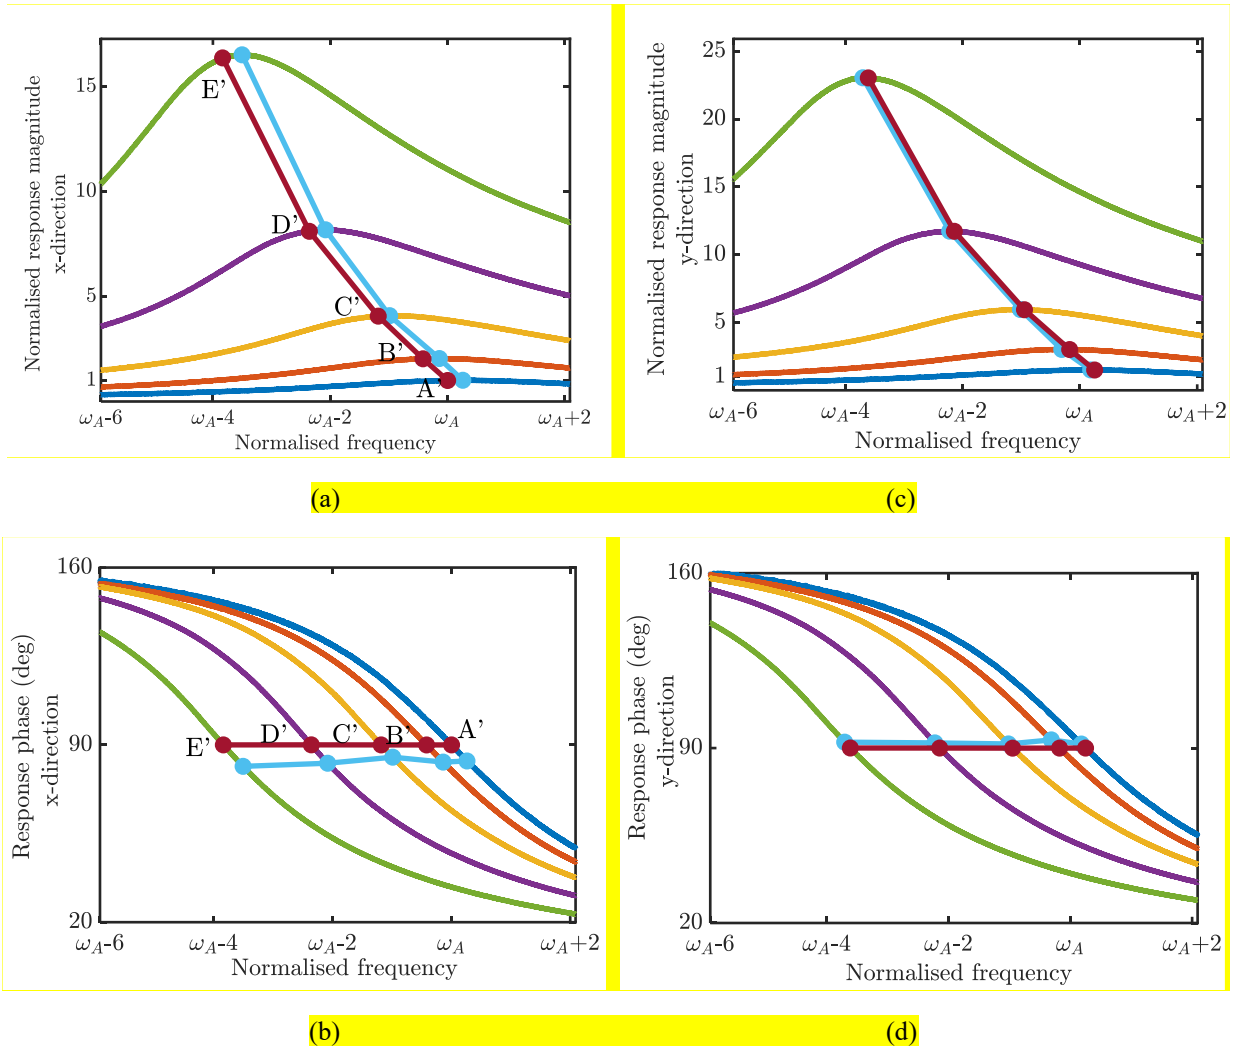 Normalised response magnitude
x-direction
15
10
5
1
E'
D'
C'
B'
A'
ω_A-6 ω_A-4 ω_A-2 ω_A ω_A+2
Normalised frequency
(a)
Normalised response magnitude
y-direction
25
20
15
10
5
1
ω_A-6 ω_A-4 ω_A-2 ω_A ω_A+2
Normalised frequency
(c)
Response phase (deg)
x-direction
160
90
20
E' D' C' B' A'
ω_A-6 ω_A-4 ω_A-2 ω_A ω_A+2
Normalised frequency
(b)
Response phase (deg)
y-direction
160
90
20
ω_A-6 ω_A-4 ω_A-2 ω_A ω_A+2
Normalised frequency
(d)